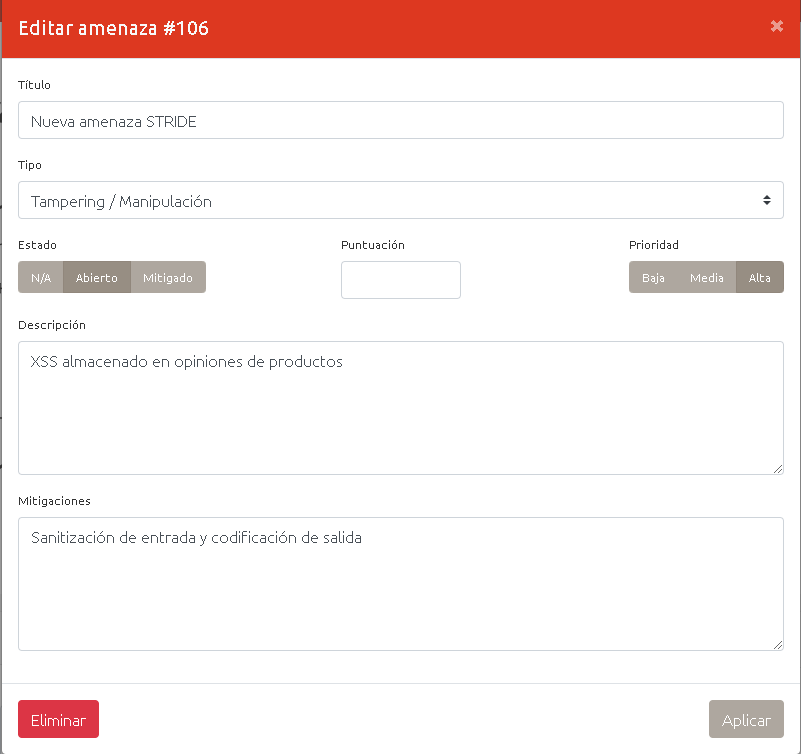 Editar amenaza #106
×
Título
Nueva amenaza STRIDE
Tipo
Tampering / Manipulación
Estado
Puntuación
Prioridad
N/A Abierto Mitigado
Baja Media Alta
Descripción
XSS almacenado en opiniones de productos
Mitigaciones
Sanitización de entrada y codificación de salida
Eliminar
Aplicar